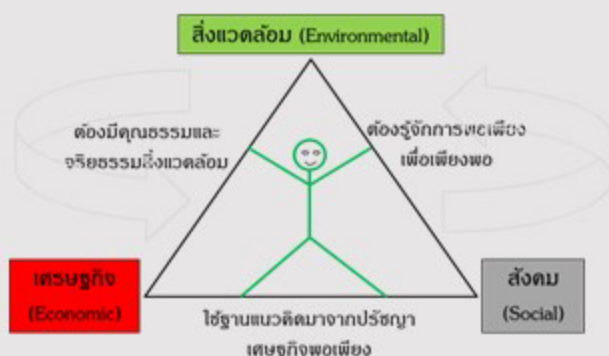 สิ่งแวดล้อม (Environmental)
ต้องมีคุณธรรมและ
จริยธรรมสิ่งแวดล้อม
ต้องรู้จักการพอเพียง
เพื่อเพียงพอ
เศรษฐกิจ
(Economic)
สังคม
(Social)
ใช้ฐานแนวคิดมาจากปรัชญา
เศรษฐกิจพอเพียง